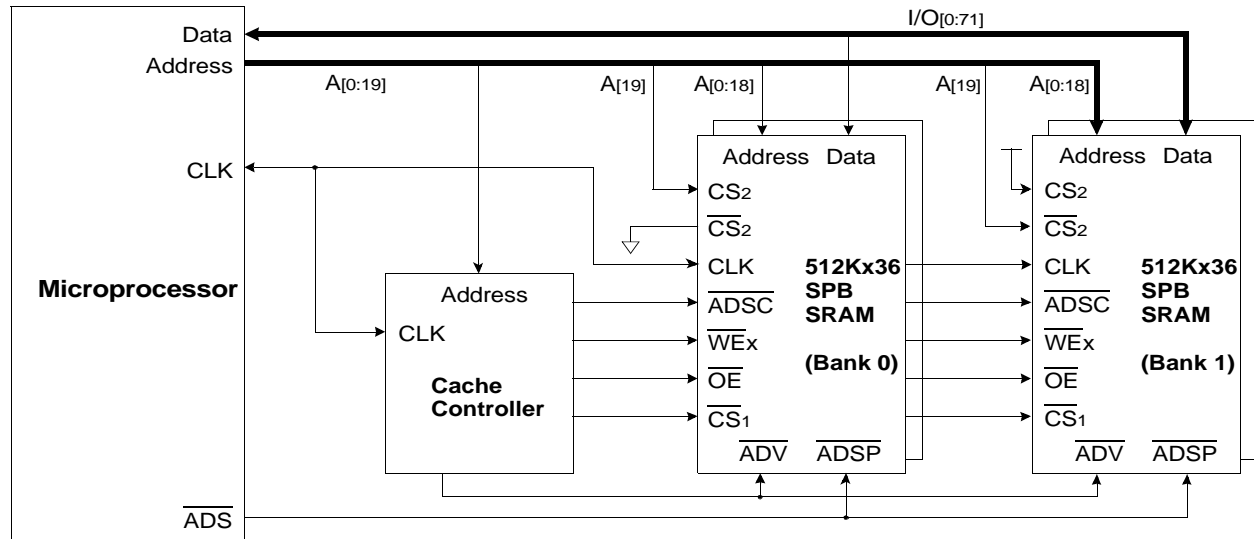 I/O[0:71]
Data
Address
A[0:19]
A[19]
A[0:18]
A[19]
A[0:18]
CLK
Microprocessor
ADS
Address
CLK
Cache
Controller
Address Data
CS2
CS2
CLK
ADSC
WEx
OE
CS1
ADV
ADSP
512Kx36
SPB
SRAM
(Bank 0)
Address Data
CS2
CS2
CLK
ADSC
WEx
OE
CS1
ADV
ADSP
512Kx36
SPB
SRAM
(Bank 1)